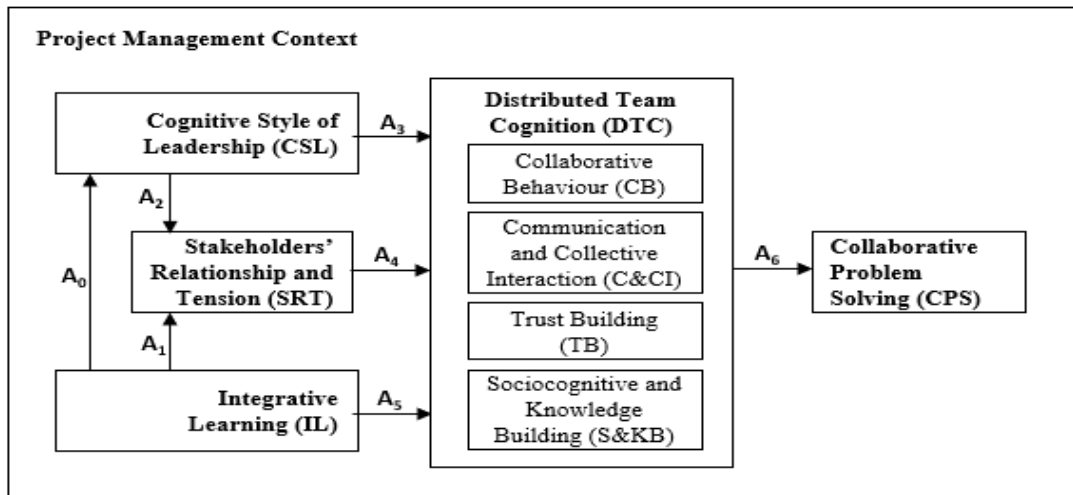 Project Management Context
Cognitive Style of
Leadership (CSL)
A3
Distributed Team
Cognition (DTC)
Collaborative
Behaviour (CB)
A2
Communication
and Collective
Interaction (C&CI)
Stakeholders'
Relationship and
Tension (SRT)
A4
A6
Collaborative
Problem
Solving (CPS)
A0
A1
Trust Building
(TB)
Integrative
Learning (IL)
A5
Sociocognitive and
Knowledge
Building (S&KB)